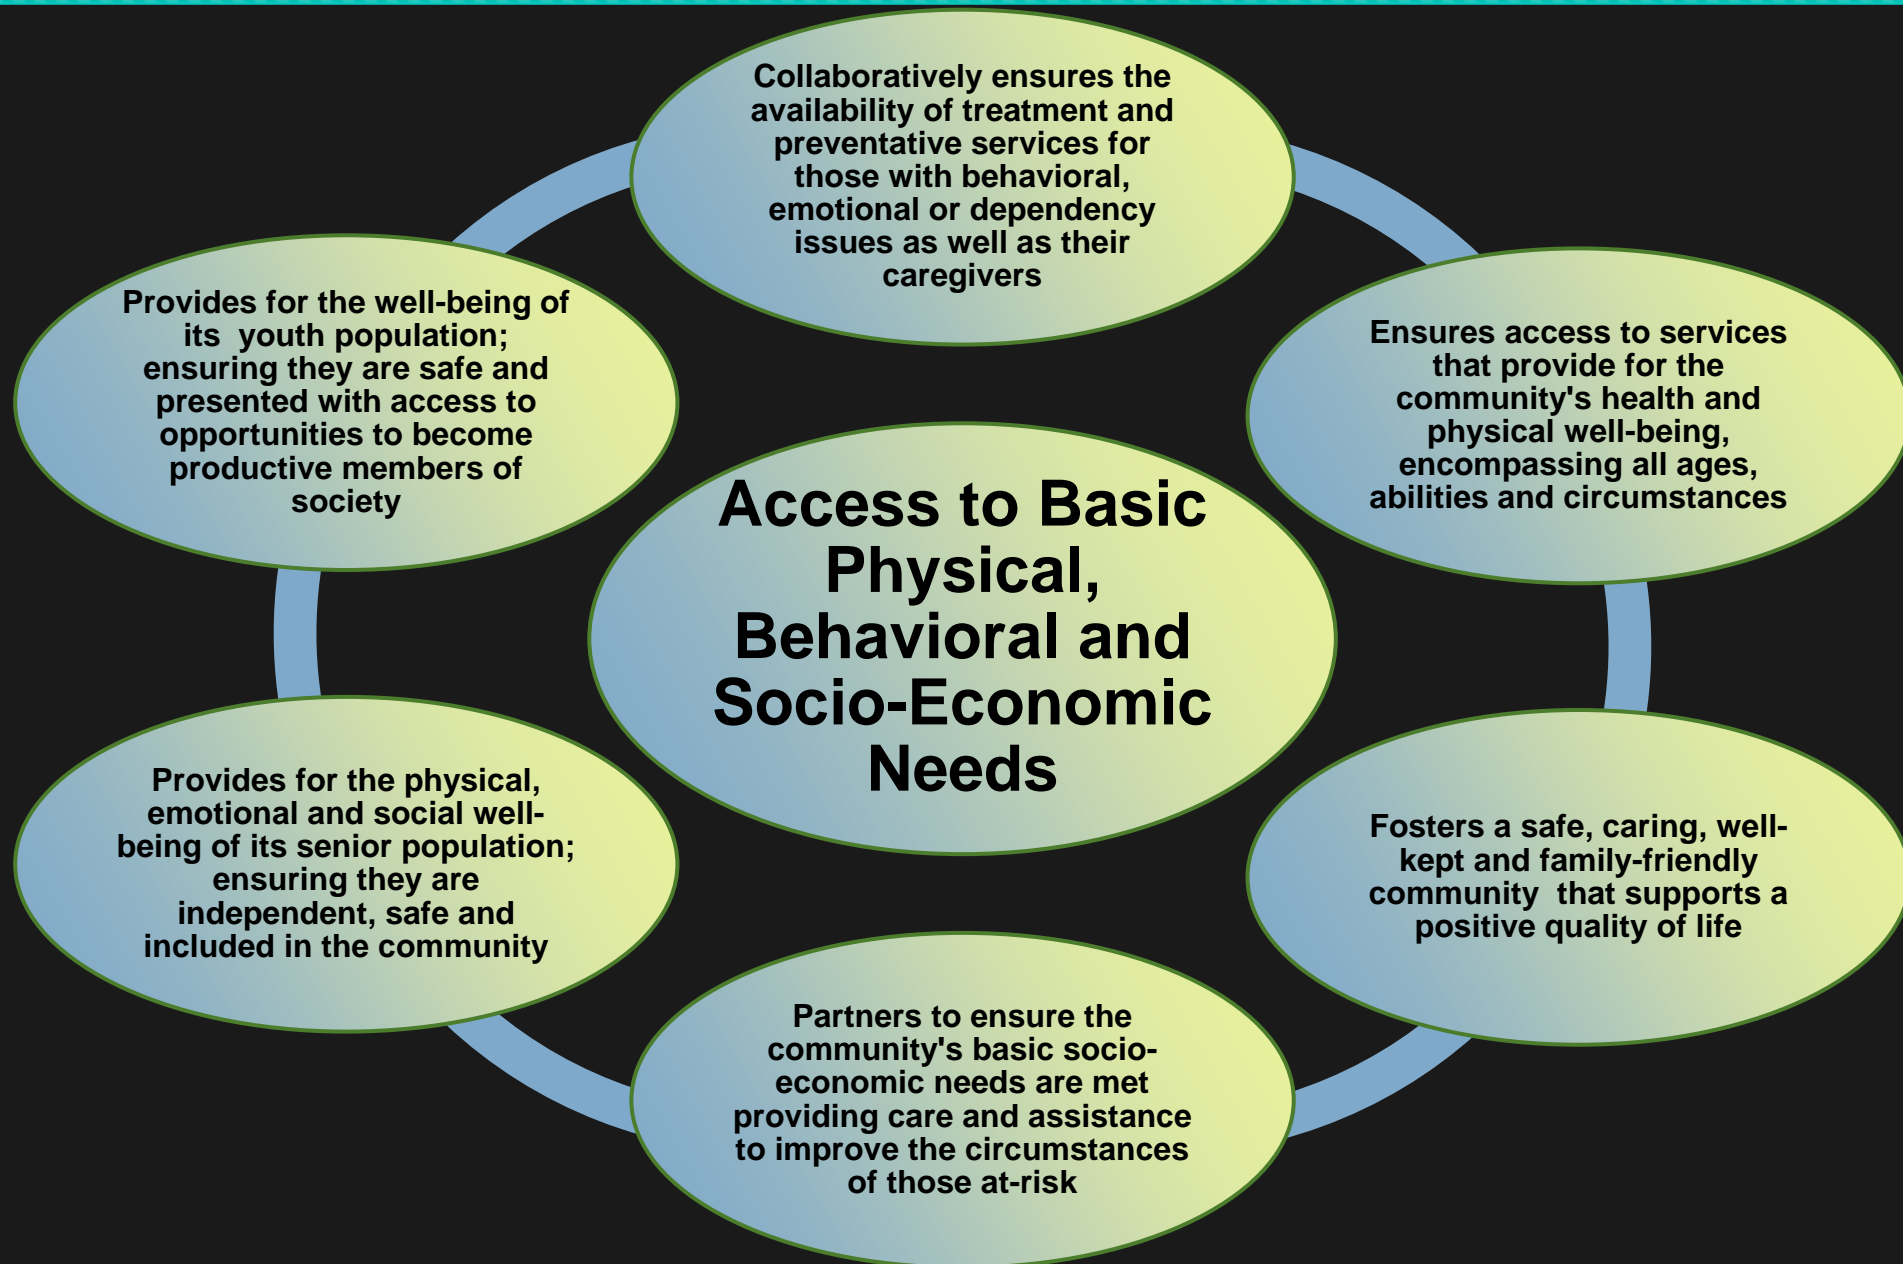 Collaboratively ensures the
availability of treatment and
preventative services for
those with behavioral,
emotional or dependency
issues as well as their
caregivers
Ensures access to services
that provide for the
community's health and
physical well-being,
encompassing all ages,
abilities and circumstances
Fosters a safe, caring, well-
kept and family-friendly
community that supports a
positive quality of life
Partners to ensure the
community's basic socio-
economic needs are met
providing care and assistance
to improve the circumstances
of those at-risk
Provides for the physical,
emotional and social well-
being of its senior population;
ensuring they are
independent, safe and
included in the community
Provides for the well-being of
its youth population;
ensuring they are safe and
presented with access to
opportunities to become
productive members of
society
Access to Basic
Physical,
Behavioral and
Socio-Economic
Needs